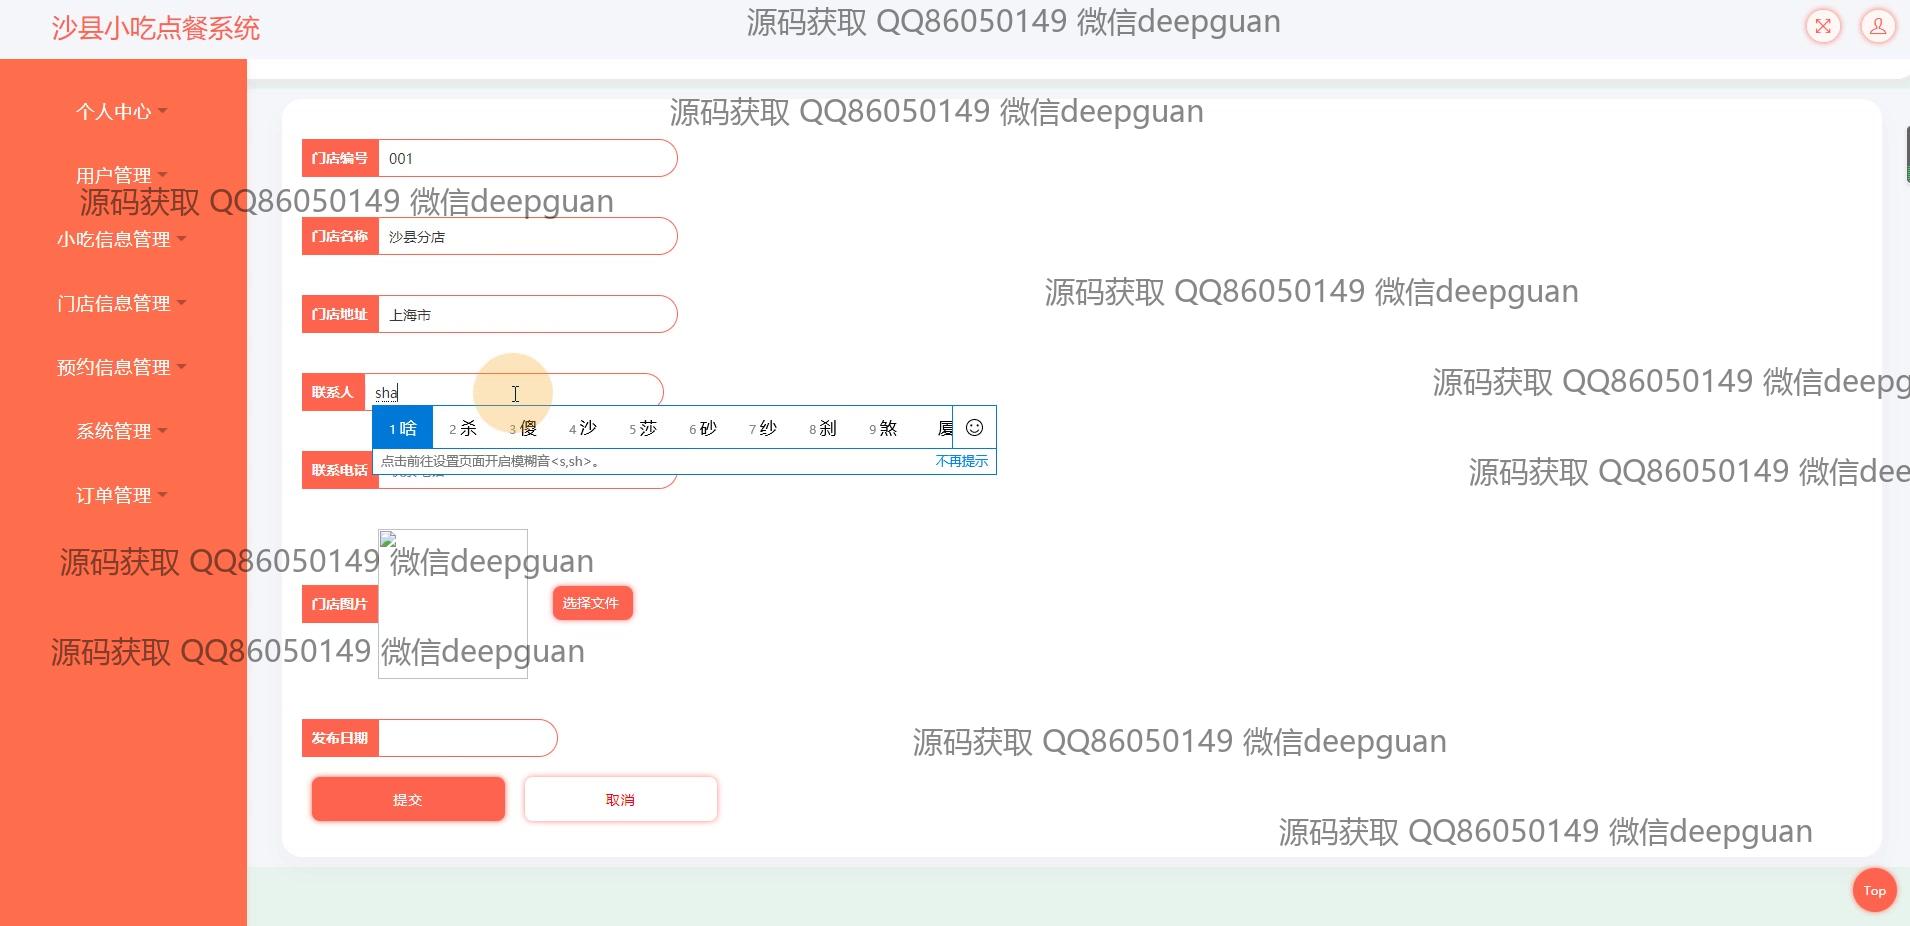 沙县小吃点餐系统
源码获取 QQ86050149 微信deepguan
个人中心
源码获取 QQ86050149 微信deepguan
门店编号 001
用户管理
源码获取 QQ86050149 微信deepguan
小吃信息管理
门店名称 沙县分店
源码获取 QQ86050149 微信deepguan
门店信息管理
门店地址 上海市
预约信息管理
源码获取 QQ86050149 微信deepg
联系人 sha
1 啥 2 杀 3 傻 4 沙 5 莎 6 砂 7 纱 8 刹 9 煞 厦
系统管理
点击前往设置页面开启模糊音<s,sh>。 不再提示
联系电话
源码获取 QQ86050149 微信dee
订单管理
源码获取 QQ86050149 微信deepguan
门店图片 选择文件
源码获取 QQ86050149 微信deepguan
发布日期
源码获取 QQ86050149 微信deepguan
提交 取消
源码获取 QQ86050149 微信deepguan
Top